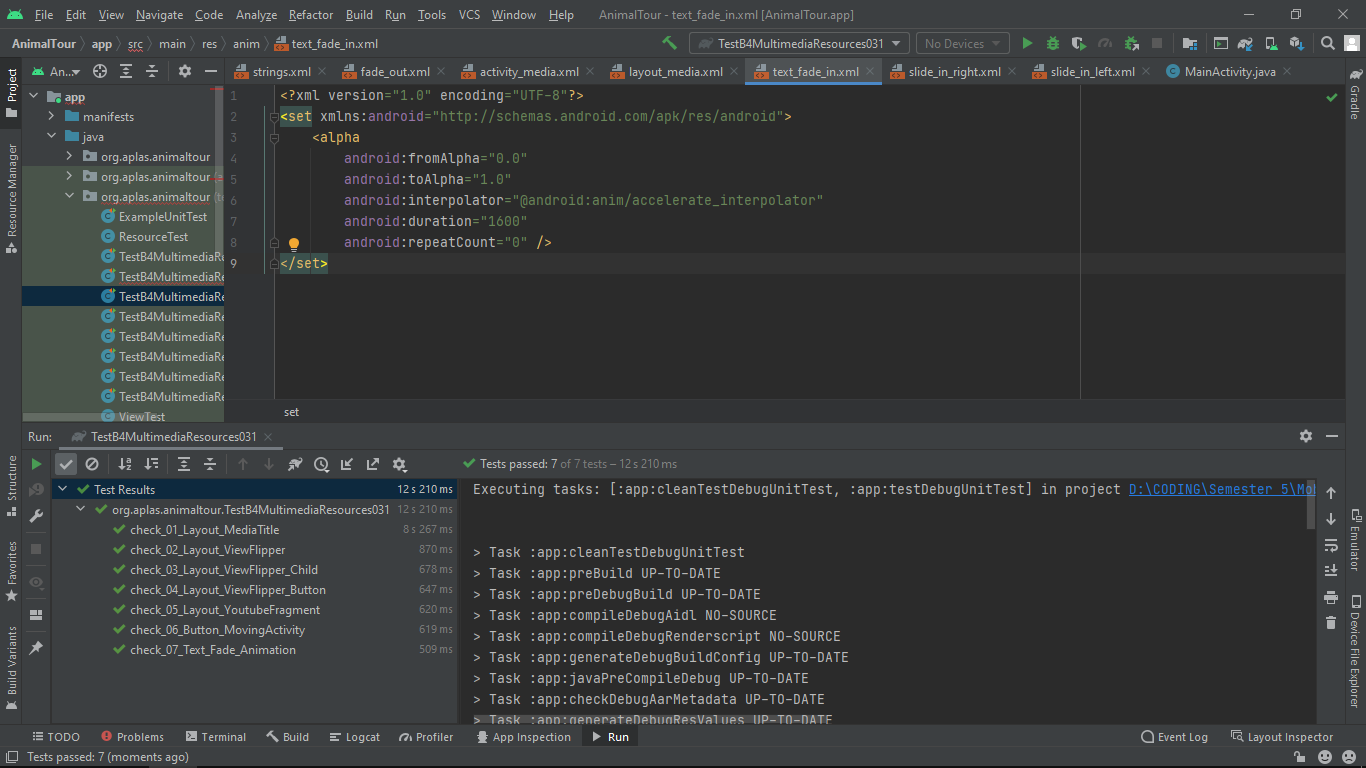 File Edit View Navigate Code Analyze Refactor Build Run Tools VCS Window Help AnimalTour - text_fade_in.xml [AnimalTour.app]
AnimalTour app src main res anim text_fade_in.xml TestB4MultimediaResources031 No Devices
Project
Resource Manager
Structure
Favorites
Build Variants
An...
app
manifests
java
org.aplas.animaltour
org.aplas.animaltour
org.aplas.animaltour
ExampleUnitTest
ResourceTest
TestB4MultimediaRe
TestB4MultimediaRe
TestB4MultimediaRe
TestB4MultimediaRe
TestB4MultimediaRe
TestB4MultimediaRe
TestB4MultimediaRe
TestB4MultimediaRe
ViewTest
strings.xml fade_out.xml activity_media.xml layout_media.xml text_fade_in.xml slide_in_right.xml slide_in_left.xml MainActivity.java
1 <?xml version="1.0" encoding="UTF-8"?>
2 <set xmlns:android="http://schemas.android.com/apk/res/android">
3 <alpha
4 android:fromAlpha="0.0"
5 android:toAlpha="1.0"
6 android:interpolator="@android:anim/accelerate_interpolator"
7 android:duration="1600"
8 android:repeatCount="0" />
9 </set>
set
Gradle
Emulator
Device File Explorer
Run: TestB4MultimediaResources031
Tests passed: 7 of 7 tests – 12 s 210 ms
Test Results 12 s 210 ms
org.aplas.animaltour.TestB4MultimediaResources031 12 s 210 ms
check_01_Layout_MediaTitle 8 s 267 ms
check_02_Layout_ViewFlipper 870 ms
check_03_Layout_ViewFlipper_Child 678 ms
check_04_Layout_ViewFlipper_Button 647 ms
check_05_Layout_YoutubeFragment 620 ms
check_06_Button_MovingActivity 619 ms
check_07_Text_Fade_Animation 509 ms
Executing tasks: [:app:cleanTestDebugUnitTest, :app:testDebugUnitTest] in project D:\CODING\Semester 5\Mo
> Task :app:cleanTestDebugUnitTest
> Task :app:preBuild UP-TO-DATE
> Task :app:preDebugBuild UP-TO-DATE
> Task :app:compileDebugAidl NO-SOURCE
> Task :app:compileDebugRenderscript NO-SOURCE
> Task :app:generateDebugBuildConfig UP-TO-DATE
> Task :app:javaPreCompileDebug UP-TO-DATE
> Task :app:checkDebugAarMetadata UP-TO-DATE
> Task :app:generateDebugResValues UP-TO-DATE
TODO Problems Terminal Build Logcat Profiler App Inspection Run Event Log Layout Inspector
Tests passed: 7 (moments ago)